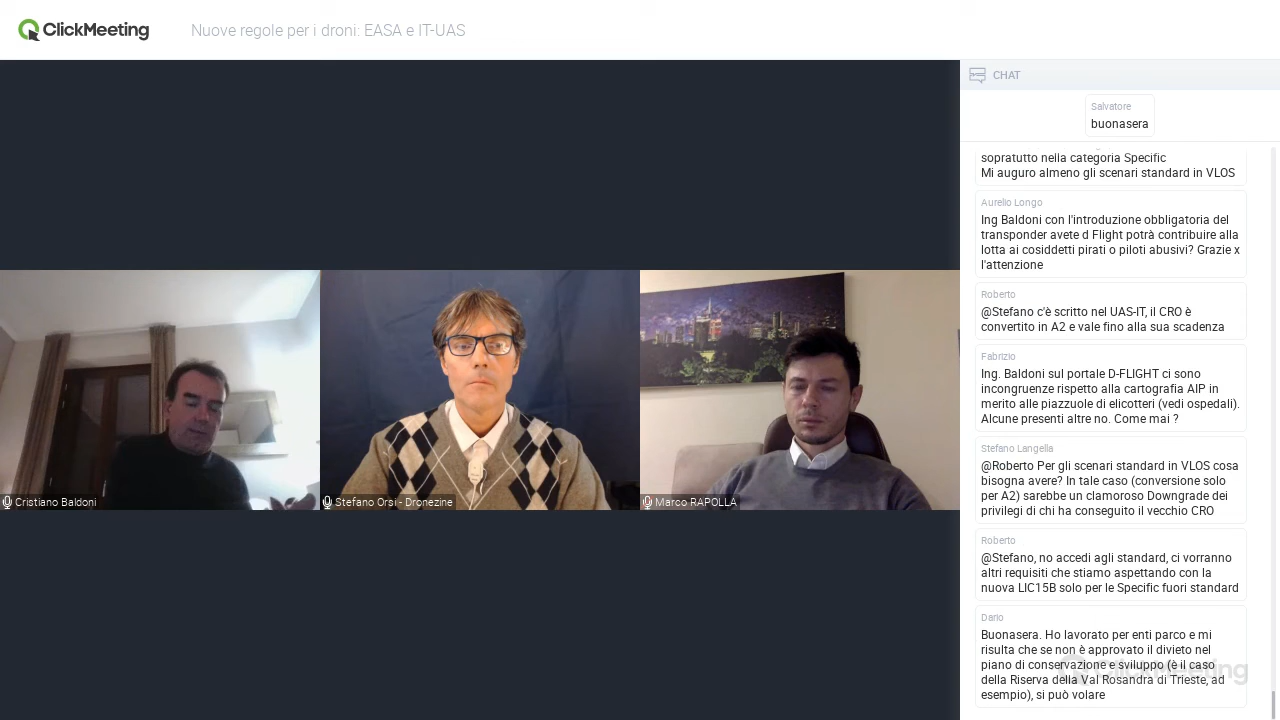 ClickMeeting
Nuove regole per i droni: EASA e IT-UAS
CHAT
Salvatore
buonasera
sopratutto nella categoria Specific
Mi auguro almeno gli scenari standard in VLOS
Aurelio Longo
Ing Baldoni con l'introduzione obbligatoria del
transponder avete d Flight potrà contribuire alla
lotta ai cosiddetti pirati o piloti abusivi? Grazie x
l'attenzione
Roberto
@Stefano c'è scritto nel UAS-IT, il CRO è
convertito in A2 e vale fino alla sua scadenza
Fabrizio
Ing. Baldoni sul portale D-FLIGHT ci sono
incongruenze rispetto alla cartografia AIP in
merito alle piazzuole di elicotteri (vedi ospedali).
Alcune presenti altre no. Come mai ?
Stefano Langella
@Roberto Per gli scenari standard in VLOS cosa
bisogna avere? In tale caso (conversione solo
per A2) sarebbe un clamoroso Downgrade dei
privilegi di chi ha conseguito il vecchio CRO
Roberto
@Stefano, no accedi agli standard, ci vorranno
altri requisiti che stiamo aspettando con la
nuova LIC15B solo per le Specific fuori standard
Dario
Buonasera. Ho lavorato per enti parco e mi
risulta che se non è approvato il divieto nel
piano di conservazione e sviluppo (è il caso
della Riserva della Val Rosandra di Trieste, ad
esempio), si può volare
ClickMeeting
Cristiano Baldoni
Stefano Orsi - Dronezine
Marco RAPOLLA